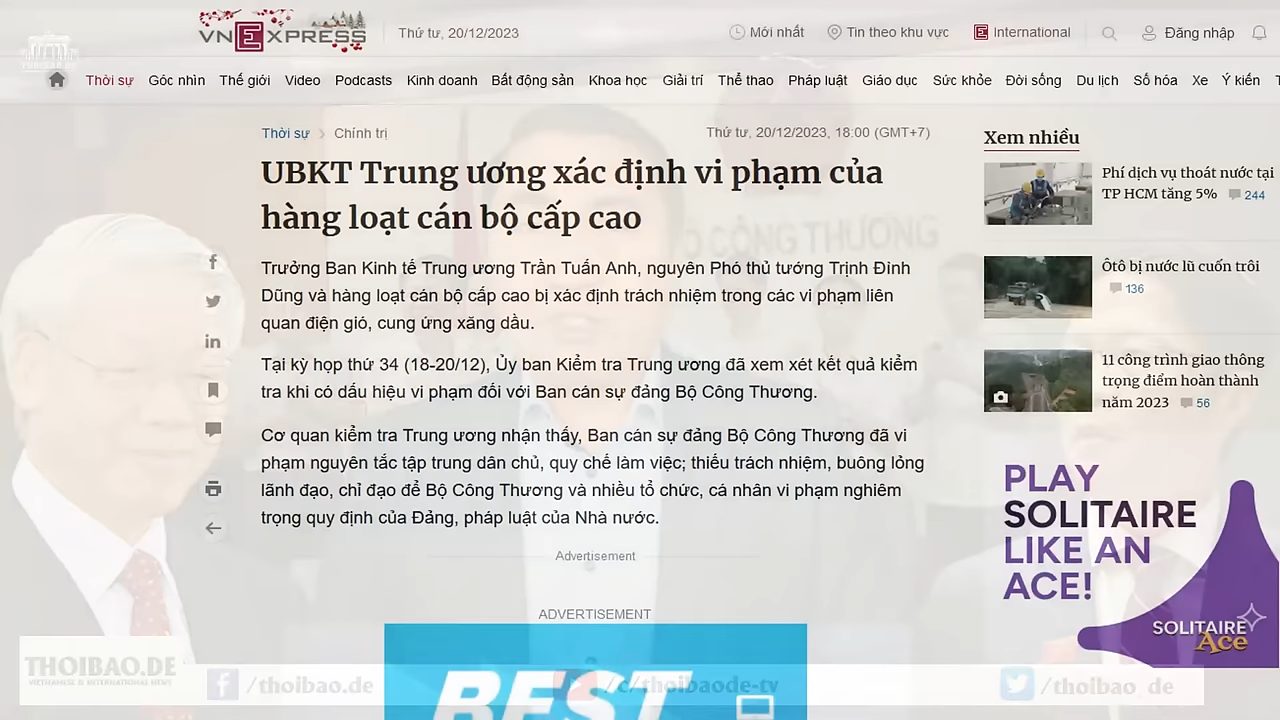 VNEXPRESS
Thứ tư, 20/12/2023
Mới nhất
Tin theo khu vực
International
Đăng nhập
Thời sự
Góc nhìn
Thế giới
Video
Podcasts
Kinh doanh
Bất động sản
Khoa học
Giải trí
Thể thao
Pháp luật
Giáo dục
Sức khỏe
Đời sống
Du lịch
Số hóa
Xe
Ý kiến
Thời sự
Chính trị
Thứ tư, 20/12/2023, 18:00 (GMT+7)
UBKT Trung ương xác định vi phạm của
hàng loạt cán bộ cấp cao
Trưởng Ban Kinh tế Trung ương Trần Tuấn Anh, nguyên Phó thủ tướng Trịnh Đình
Dũng và hàng loạt cán bộ cấp cao bị xác định trách nhiệm trong các vi phạm liên
quan điện gió, cung ứng xăng dầu.
Tại kỳ họp thứ 34 (18-20/12), Ủy ban Kiểm tra Trung ương đã xem xét kết quả kiểm
tra khi có dấu hiệu vi phạm đối với Ban cán sự đảng Bộ Công Thương.
Cơ quan kiểm tra Trung ương nhận thấy, Ban cán sự đảng Bộ Công Thương đã vi
phạm nguyên tắc tập trung dân chủ, quy chế làm việc; thiếu trách nhiệm, buông lỏng
lãnh đạo, chỉ đạo để Bộ Công Thương và nhiều tổ chức, cá nhân vi phạm nghiêm
trọng quy định của Đảng, pháp luật của Nhà nước.
Advertisement
ADVERTISEMENT
BEST
Xem nhiều
Phí dịch vụ thoát nước tại
TP HCM tăng 5% 244
Ôtô bị nước lũ cuốn trôi
136
11 công trình giao thông
trọng điểm hoàn thành
năm 2023 56
PLAY
SOLITAIRE
LIKE AN
ACE!
SOLITAIRE
Ace
CÔNG THƯƠNG
THOIBAO.DE
VIETNAMESE & INTERNATIONAL NEWS
/thoibao.de
/c/thoibaode-tv
/thoibao_de